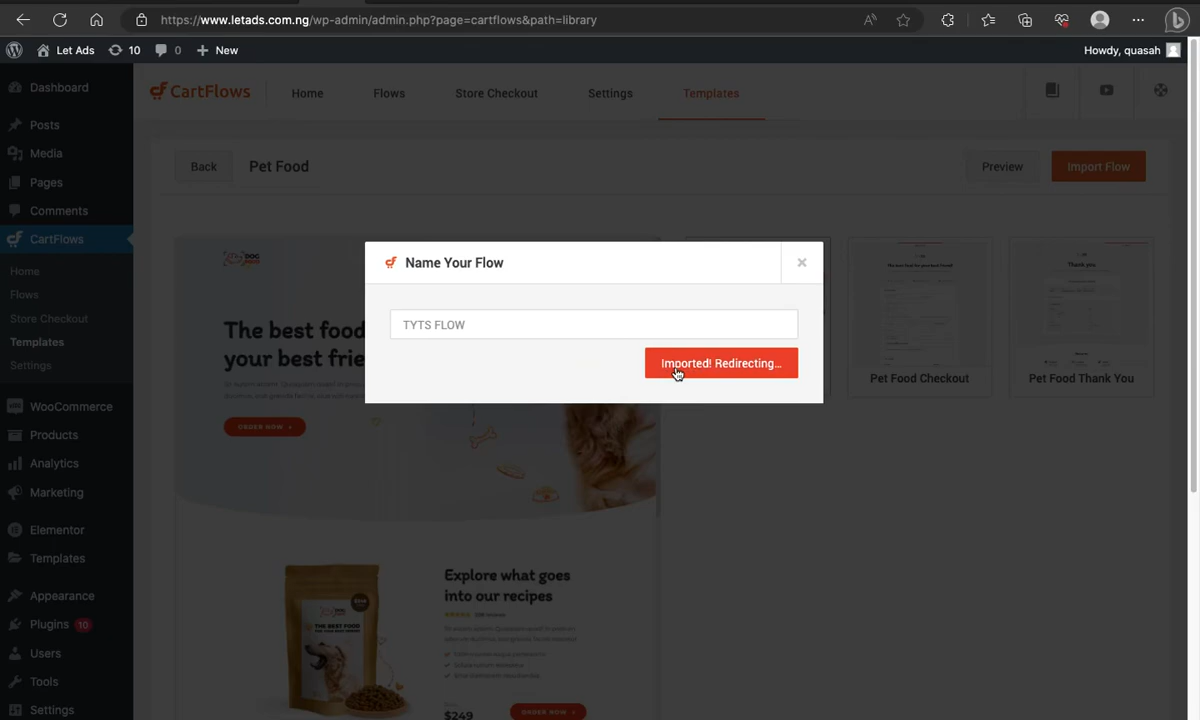 https://www.letads.com.ng/wp-admin/admin.php?page=cartflows&path=library
Let Ads
10
0
New
Howdy, quasah
Dashboard
Posts
Media
Pages
Comments
CartFlows
Home
Flows
Store Checkout
Templates
Settings
WooCommerce
Products
Analytics
Marketing
Elementor
Templates
Appearance
Plugins 10
Users
Tools
Settings
CartFlows
Home
Flows
Store Checkout
Settings
Templates
Back
Pet Food
Preview
Import Flow
Name Your Flow
TYTS FLOW
Imported! Redirecting...
The best food
your best frie
ORDER NOW
Pet Food Checkout
Thank you
Pet Food Thank You
Explore what goes
into our recipes
THE BEST FOOD
$249
ORDER NOW